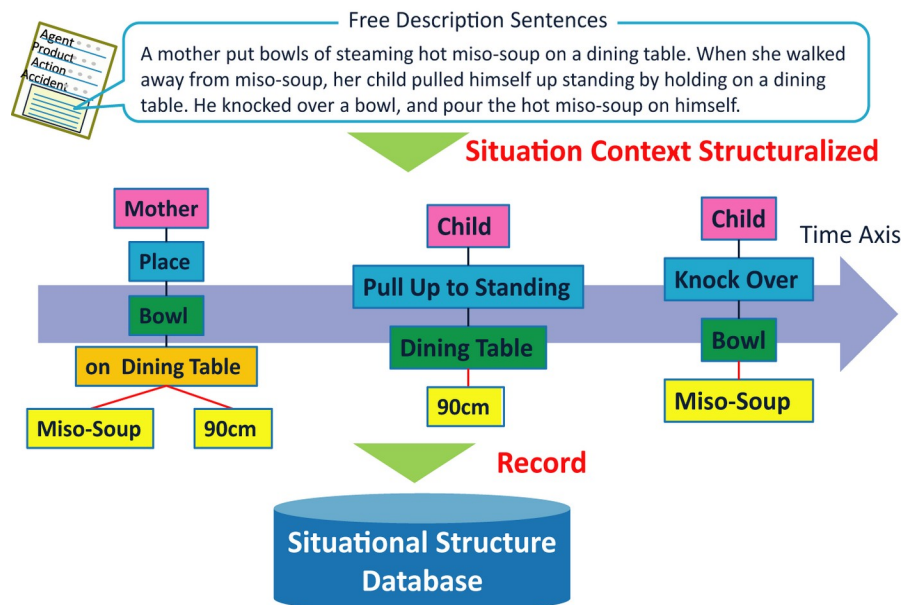 Free Description Sentences
Agent
Product
Action
Accident
A mother put bowls of steaming hot miso-soup on a dining table. When she walked
away from miso-soup, her child pulled himself up standing by holding on a dining
table. He knocked over a bowl, and pour the hot miso-soup on himself.
Situation Context Structuralized
Mother
Place
Bowl
on Dining Table
Miso-Soup
90cm
Child
Pull Up to Standing
Dining Table
90cm
Child
Knock Over
Bowl
Miso-Soup
Time Axis
Record
Situational Structure
Database